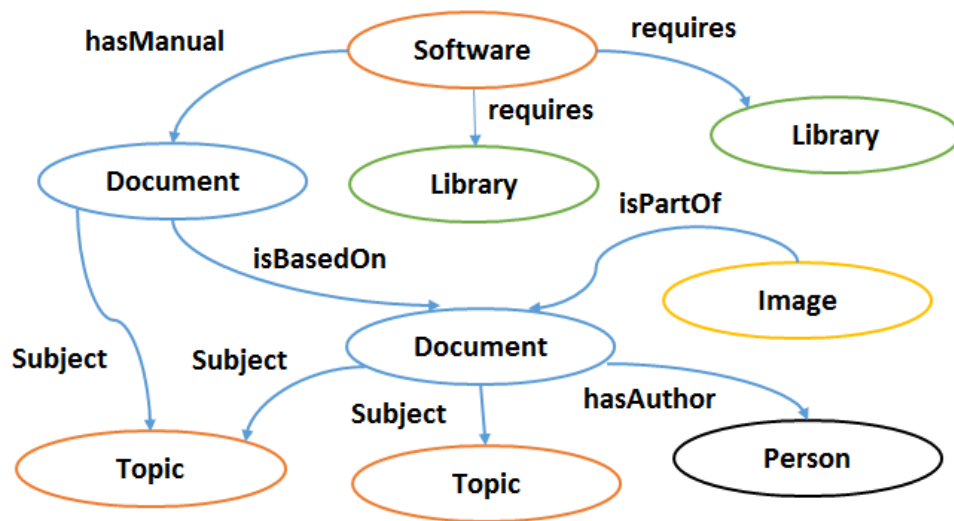 hasManual
Software
requires
requires
Library
Document
Library
isPartOf
isBasedOn
Image
Document
Subject
Subject
Subject
hasAuthor
Topic
Topic
Person